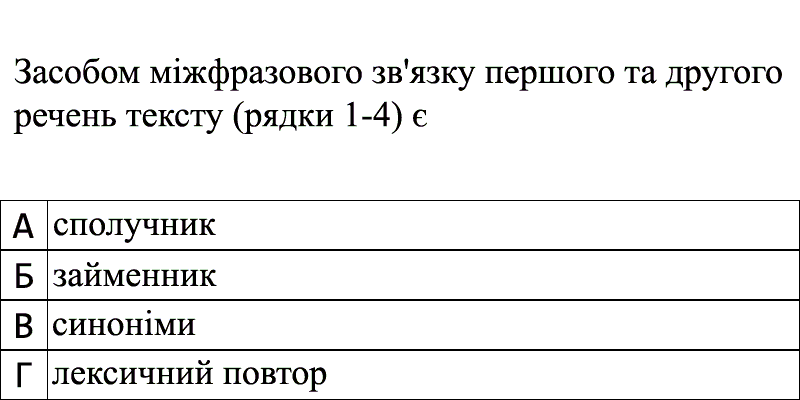 Засобом міжфразового зв'язку першого та другого
речень тексту (рядки 1-4) є
А сполучник
Б займенник
В синоніми
Г лексичний повтор